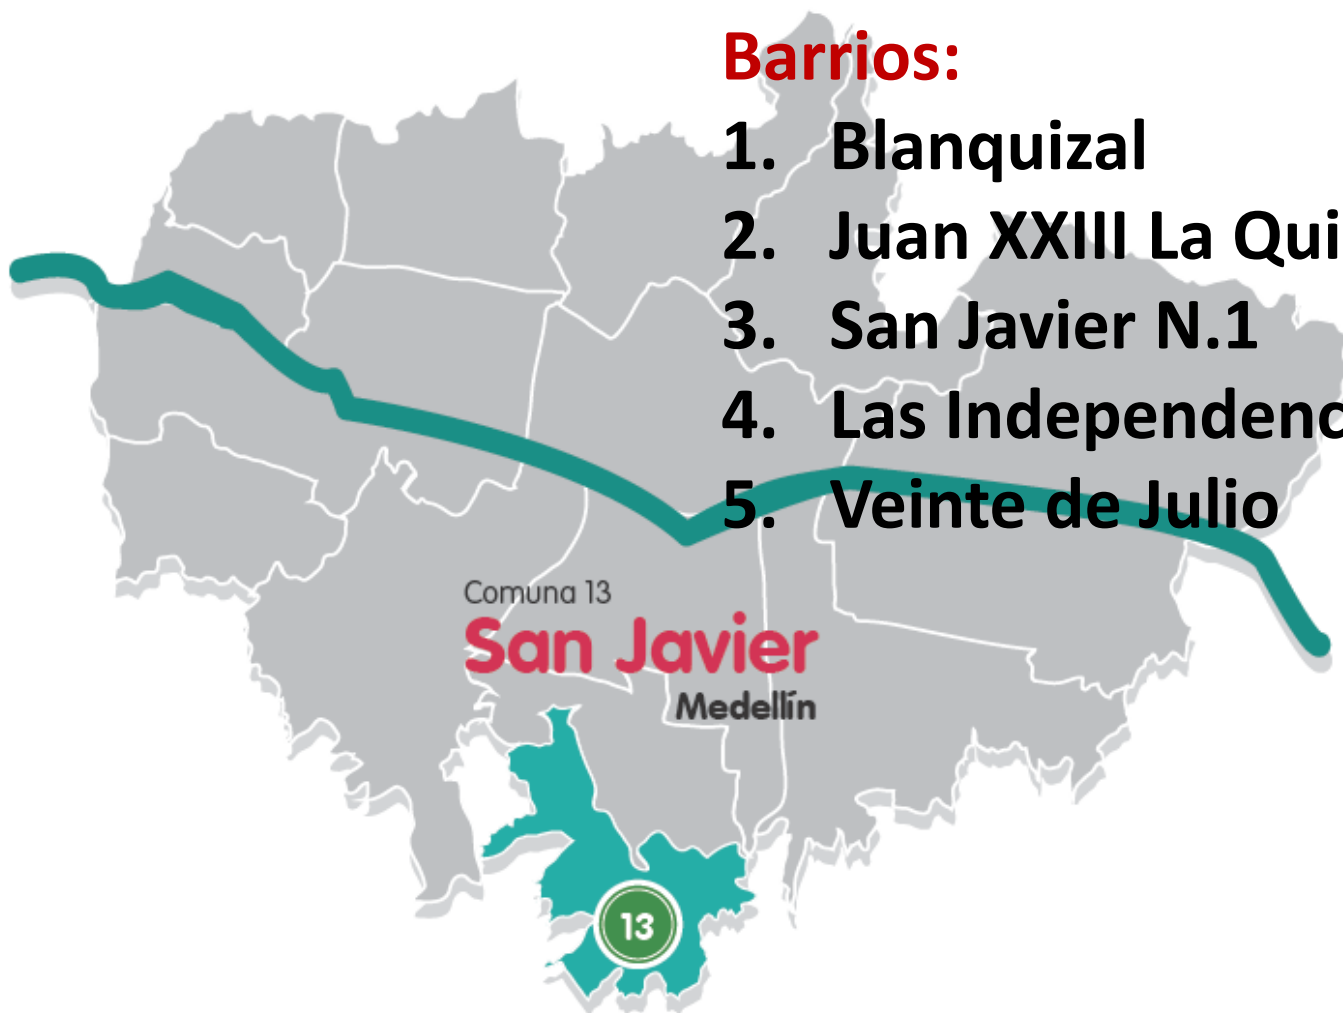 Barrios:
1. Blanquizal
2. Juan XXIII La Qui
3. San Javier N.1
4. Las Independenc
5. Veinte de Julio
Comuna 13
San Javier
Medellín
13